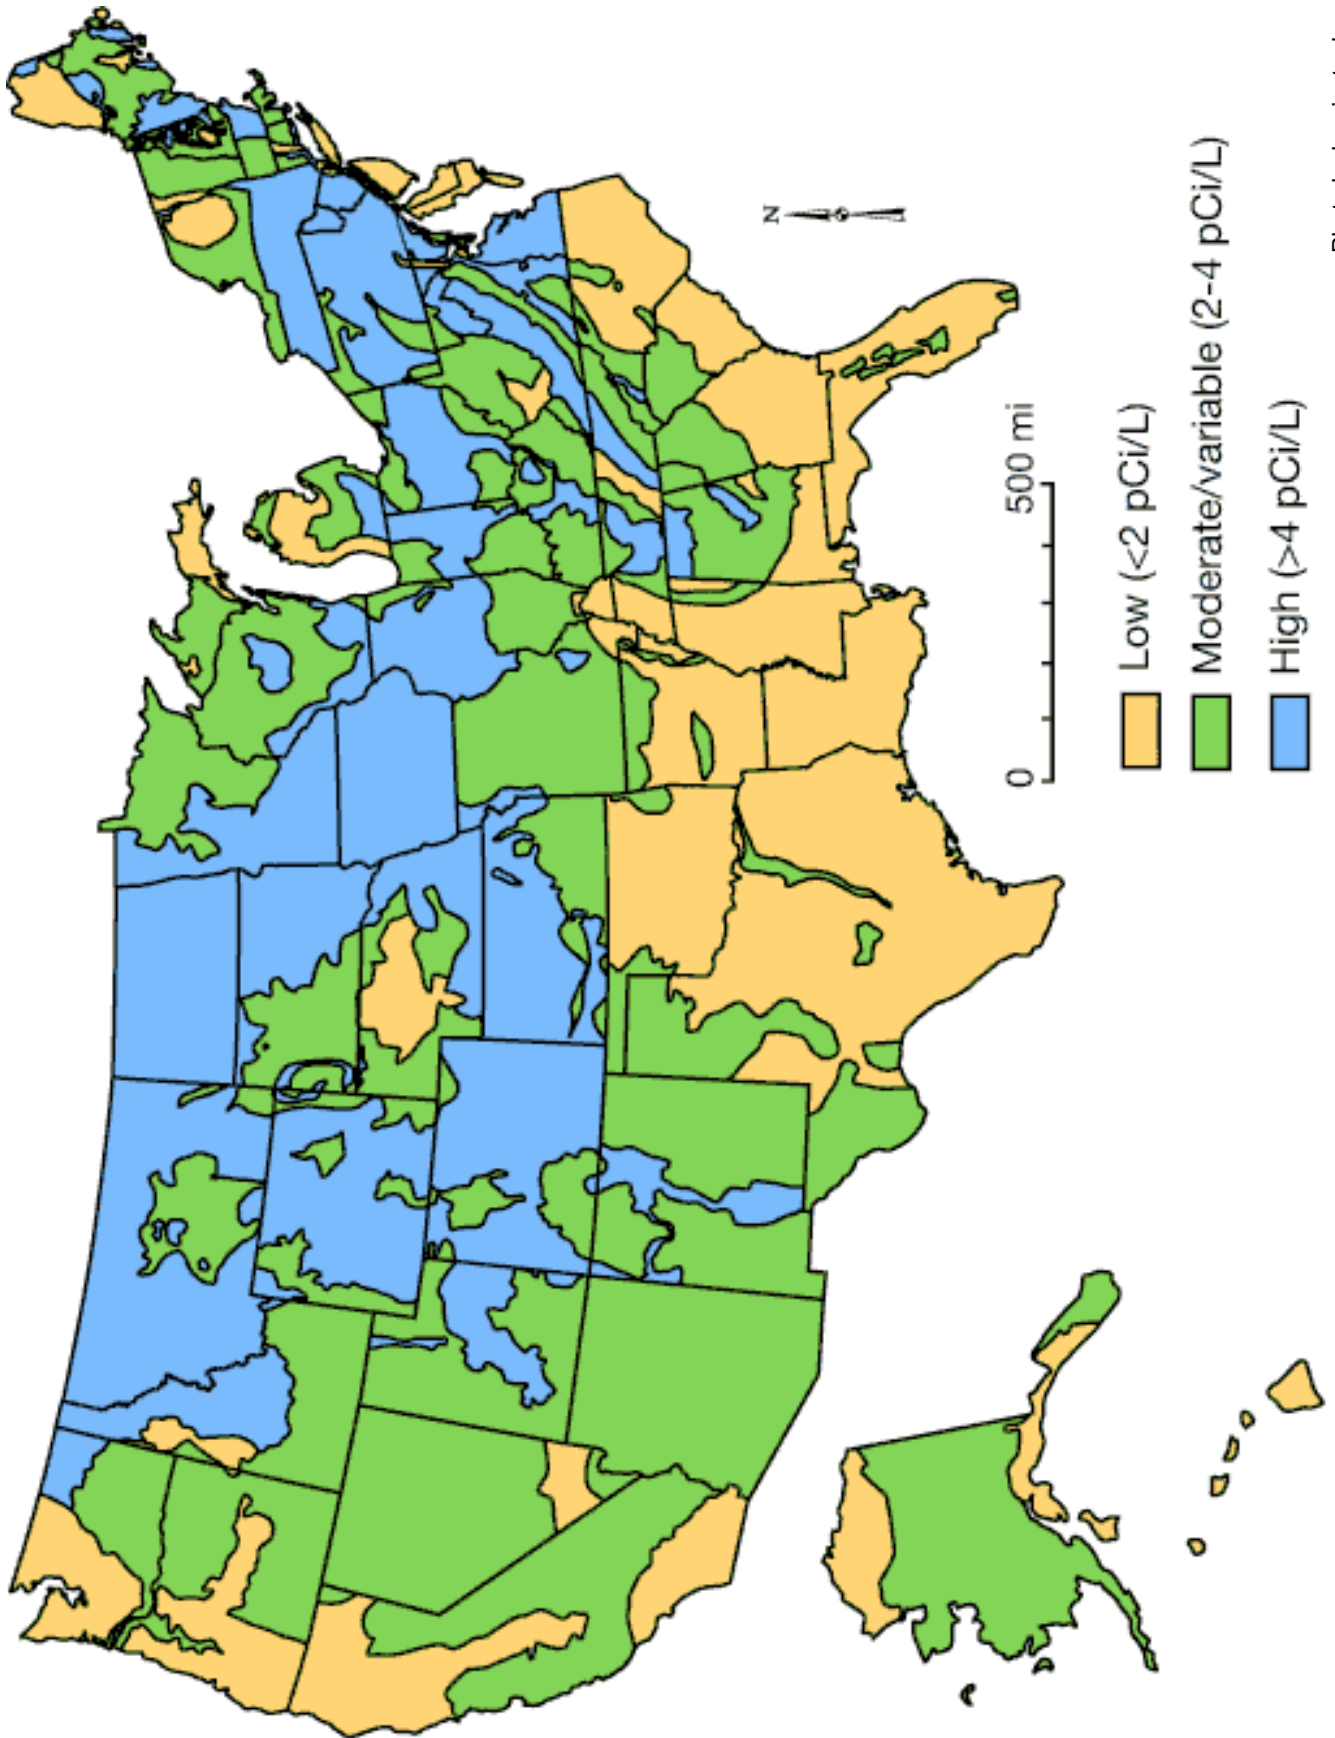 N
0 500 mi
Low (<2 pCi/L)
Moderate/variable (2-4 pCi/L)
High (>4 pCi/L)